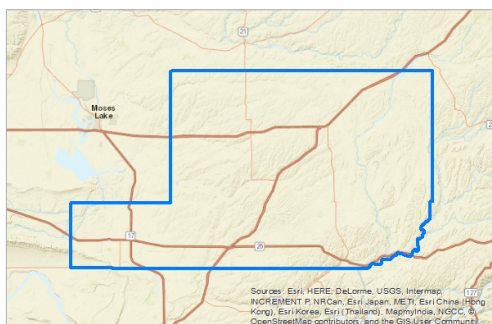 21
Moses
Lake
17
26
127
Sources: Esri, HERE, DeLorme, USGS, Intermap,
INCREMENT P, NRCan, Esri Japan, METI, Esri China (Hong
Kong), Esri Korea, Esri (Thailand), MapmyIndia, NGCC, ©
OpenStreetMap contributors, and the GIS User Community